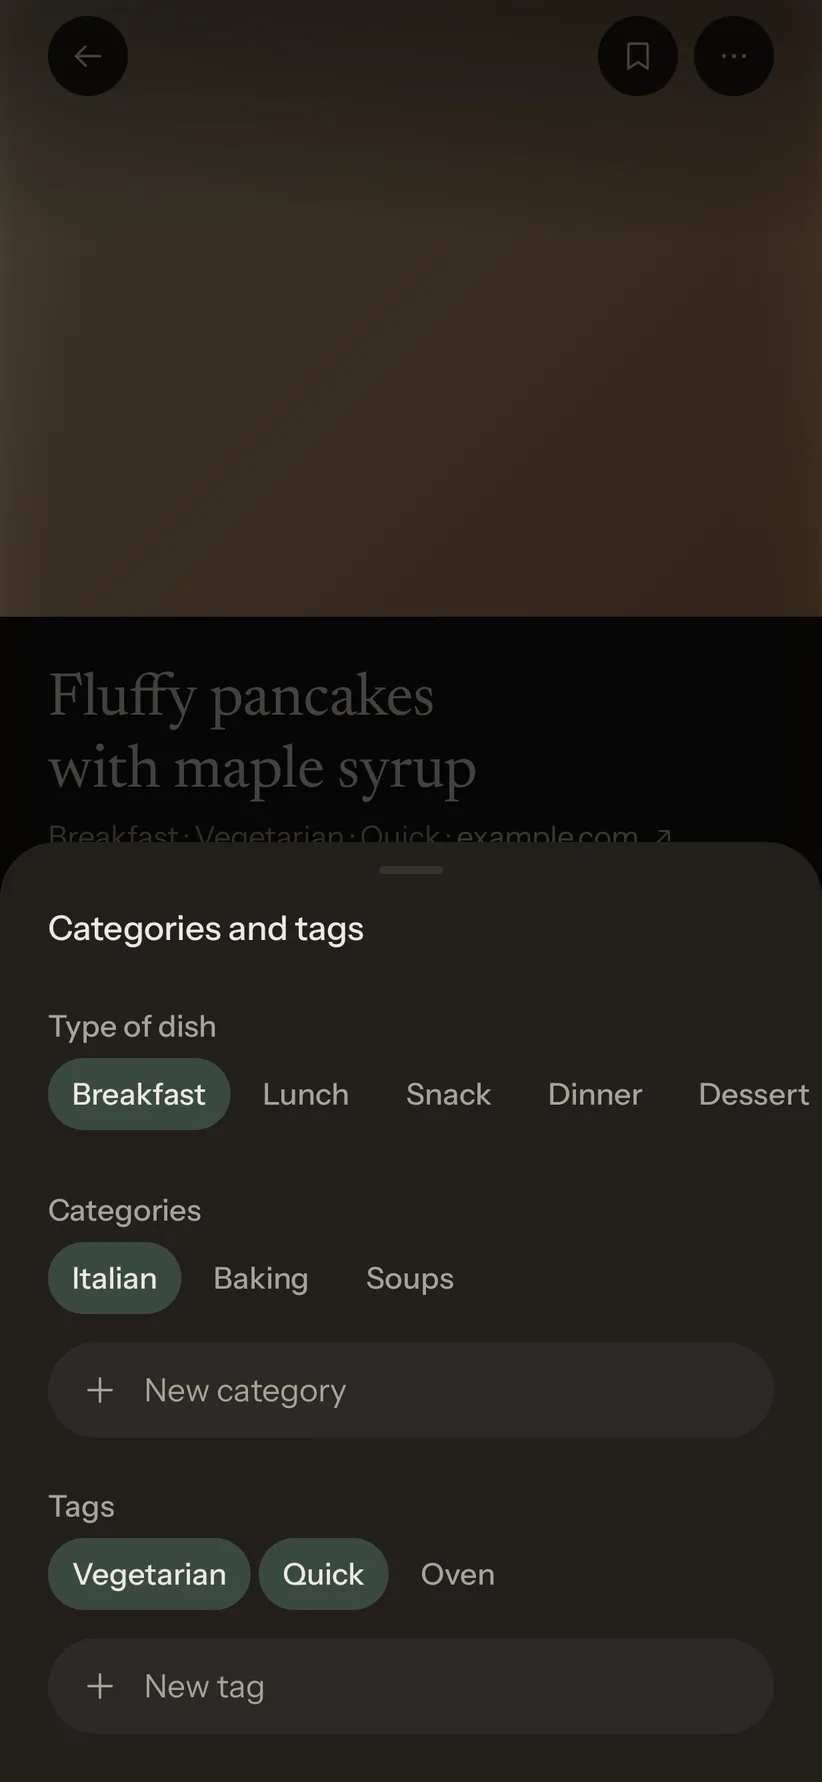 Fluffy pancakes
with maple syrup
Breakfast · Vegetarian · Quick · example.com ↗
Categories and tags
Type of dish
Breakfast Lunch Snack Dinner Dessert
Categories
Italian Baking Soups
+ New category
Tags
Vegetarian Quick Oven
+ New tag